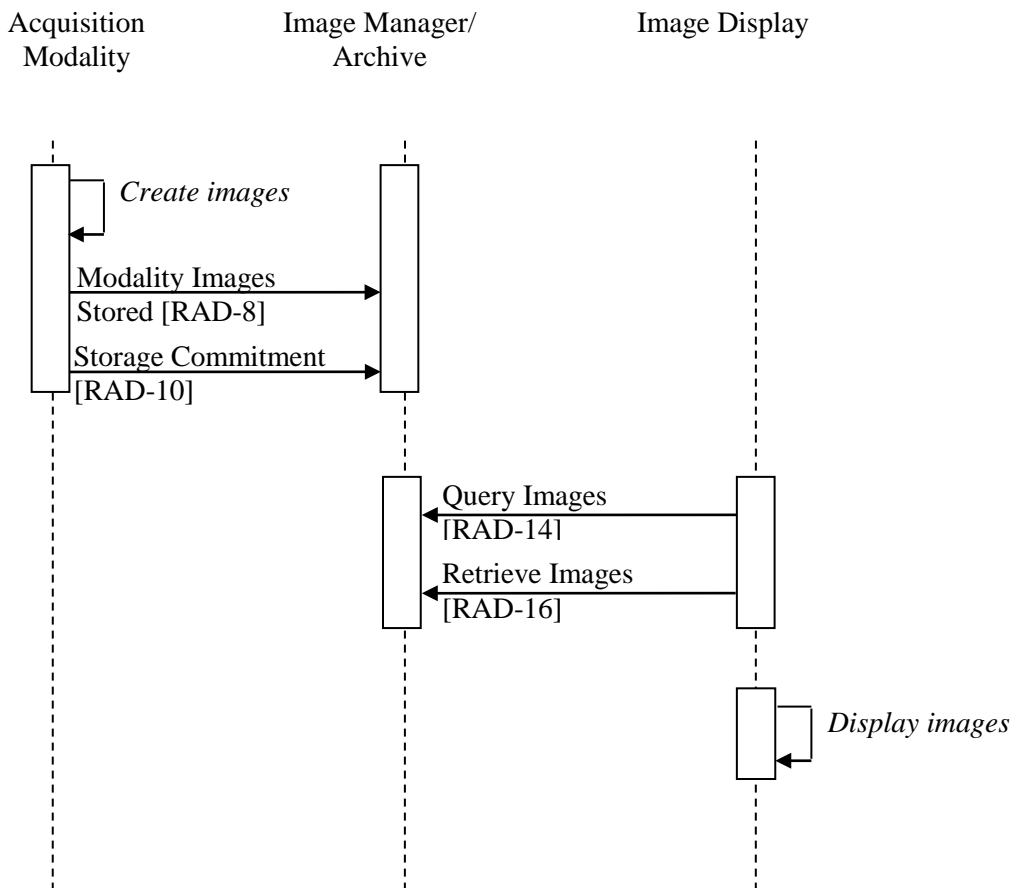 Acquisition
Modality
Image Manager/
Archive
Image Display
Create images
Modality Images
Stored [RAD-8]
Storage Commitment
[RAD-10]
Query Images
[RAD-14]
Retrieve Images
[RAD-16]
Display images